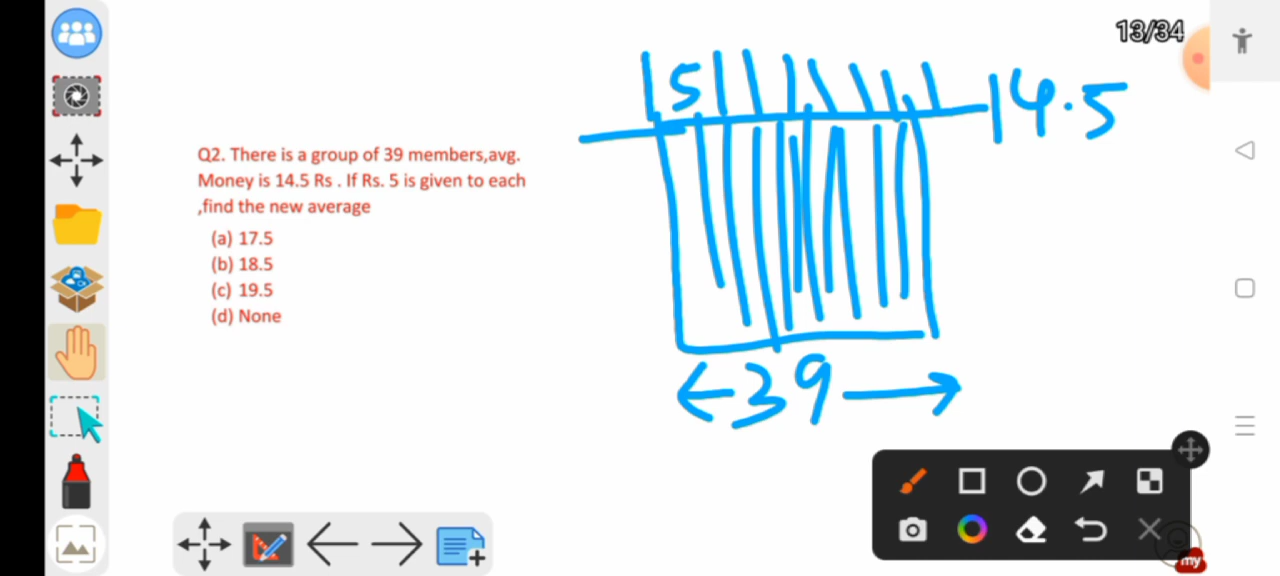 13/34
5
14.5
Q2. There is a group of 39 members,avg.
Money is 14.5 Rs . If Rs. 5 is given to each
,find the new average
(a) 17.5
(b) 18.5
(c) 19.5
(d) None
39
my